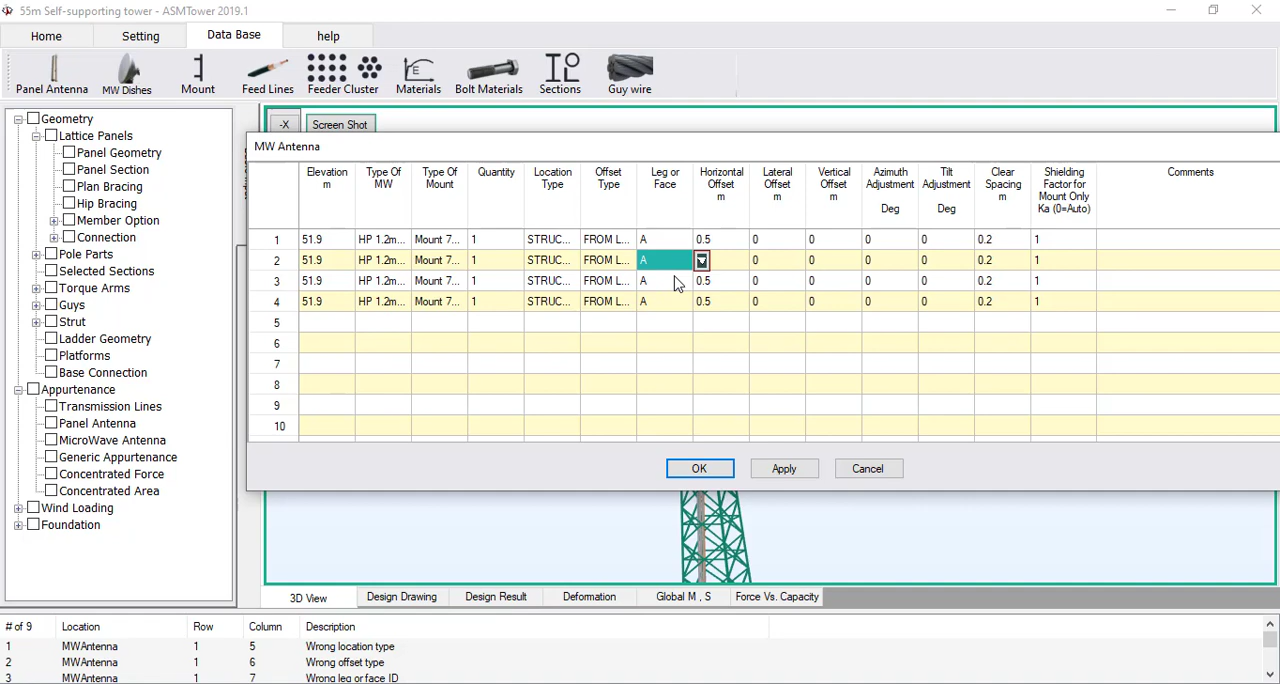 55m Self-supporting tower - ASMTower 2019.1
Home Setting Data Base help
Panel Antenna MW Dishes Mount Feed Lines Feeder Cluster Materials Bolt Materials Sections Guy wire
Geometry
Lattice Panels
Panel Geometry
Panel Section
Plan Bracing
Hip Bracing
Member Option
Connection
Pole Parts
Selected Sections
Torque Arms
Guys
Strut
Ladder Geometry
Platforms
Base Connection
Appurtenance
Transmission Lines
Panel Antenna
MicroWave Antenna
Generic Appurtenance
Concentrated Force
Concentrated Area
Wind Loading
Foundation
-X Screen Shot
MW Antenna
Elevation m Type Of MW Type Of Mount Quantity Location Type Offset Type Leg or Face Horizontal Offset m Lateral Offset m Vertical Offset m Azimuth Adjustment Deg Tilt Adjustment Deg Clear Spacing m Shielding Factor for Mount Only Ka (0=Auto) Comments
1 51.9 HP 1.2m... Mount 7... 1 STRUC... FROM L... A 0.5 0 0 0 0 0.2 1
2 51.9 HP 1.2m... Mount 7... 1 STRUC... FROM L... A 0 0 0 0 0.2 1
3 51.9 HP 1.2m... Mount 7... 1 STRUC... FROM L... A 0.5 0 0 0 0 0.2 1
4 51.9 HP 1.2m... Mount 7... 1 STRUC... FROM L... A 0.5 0 0 0 0 0.2 1
5
6
7
8
9
10
OK Apply Cancel
3D View Design Drawing Design Result Deformation Global M , S Force Vs. Capacity
# of 9 Location Row Column Description
1 MWAntenna 1 5 Wrong location type
2 MWAntenna 1 6 Wrong offset type
3 MWAntenna 1 7 Wrong leg or face ID